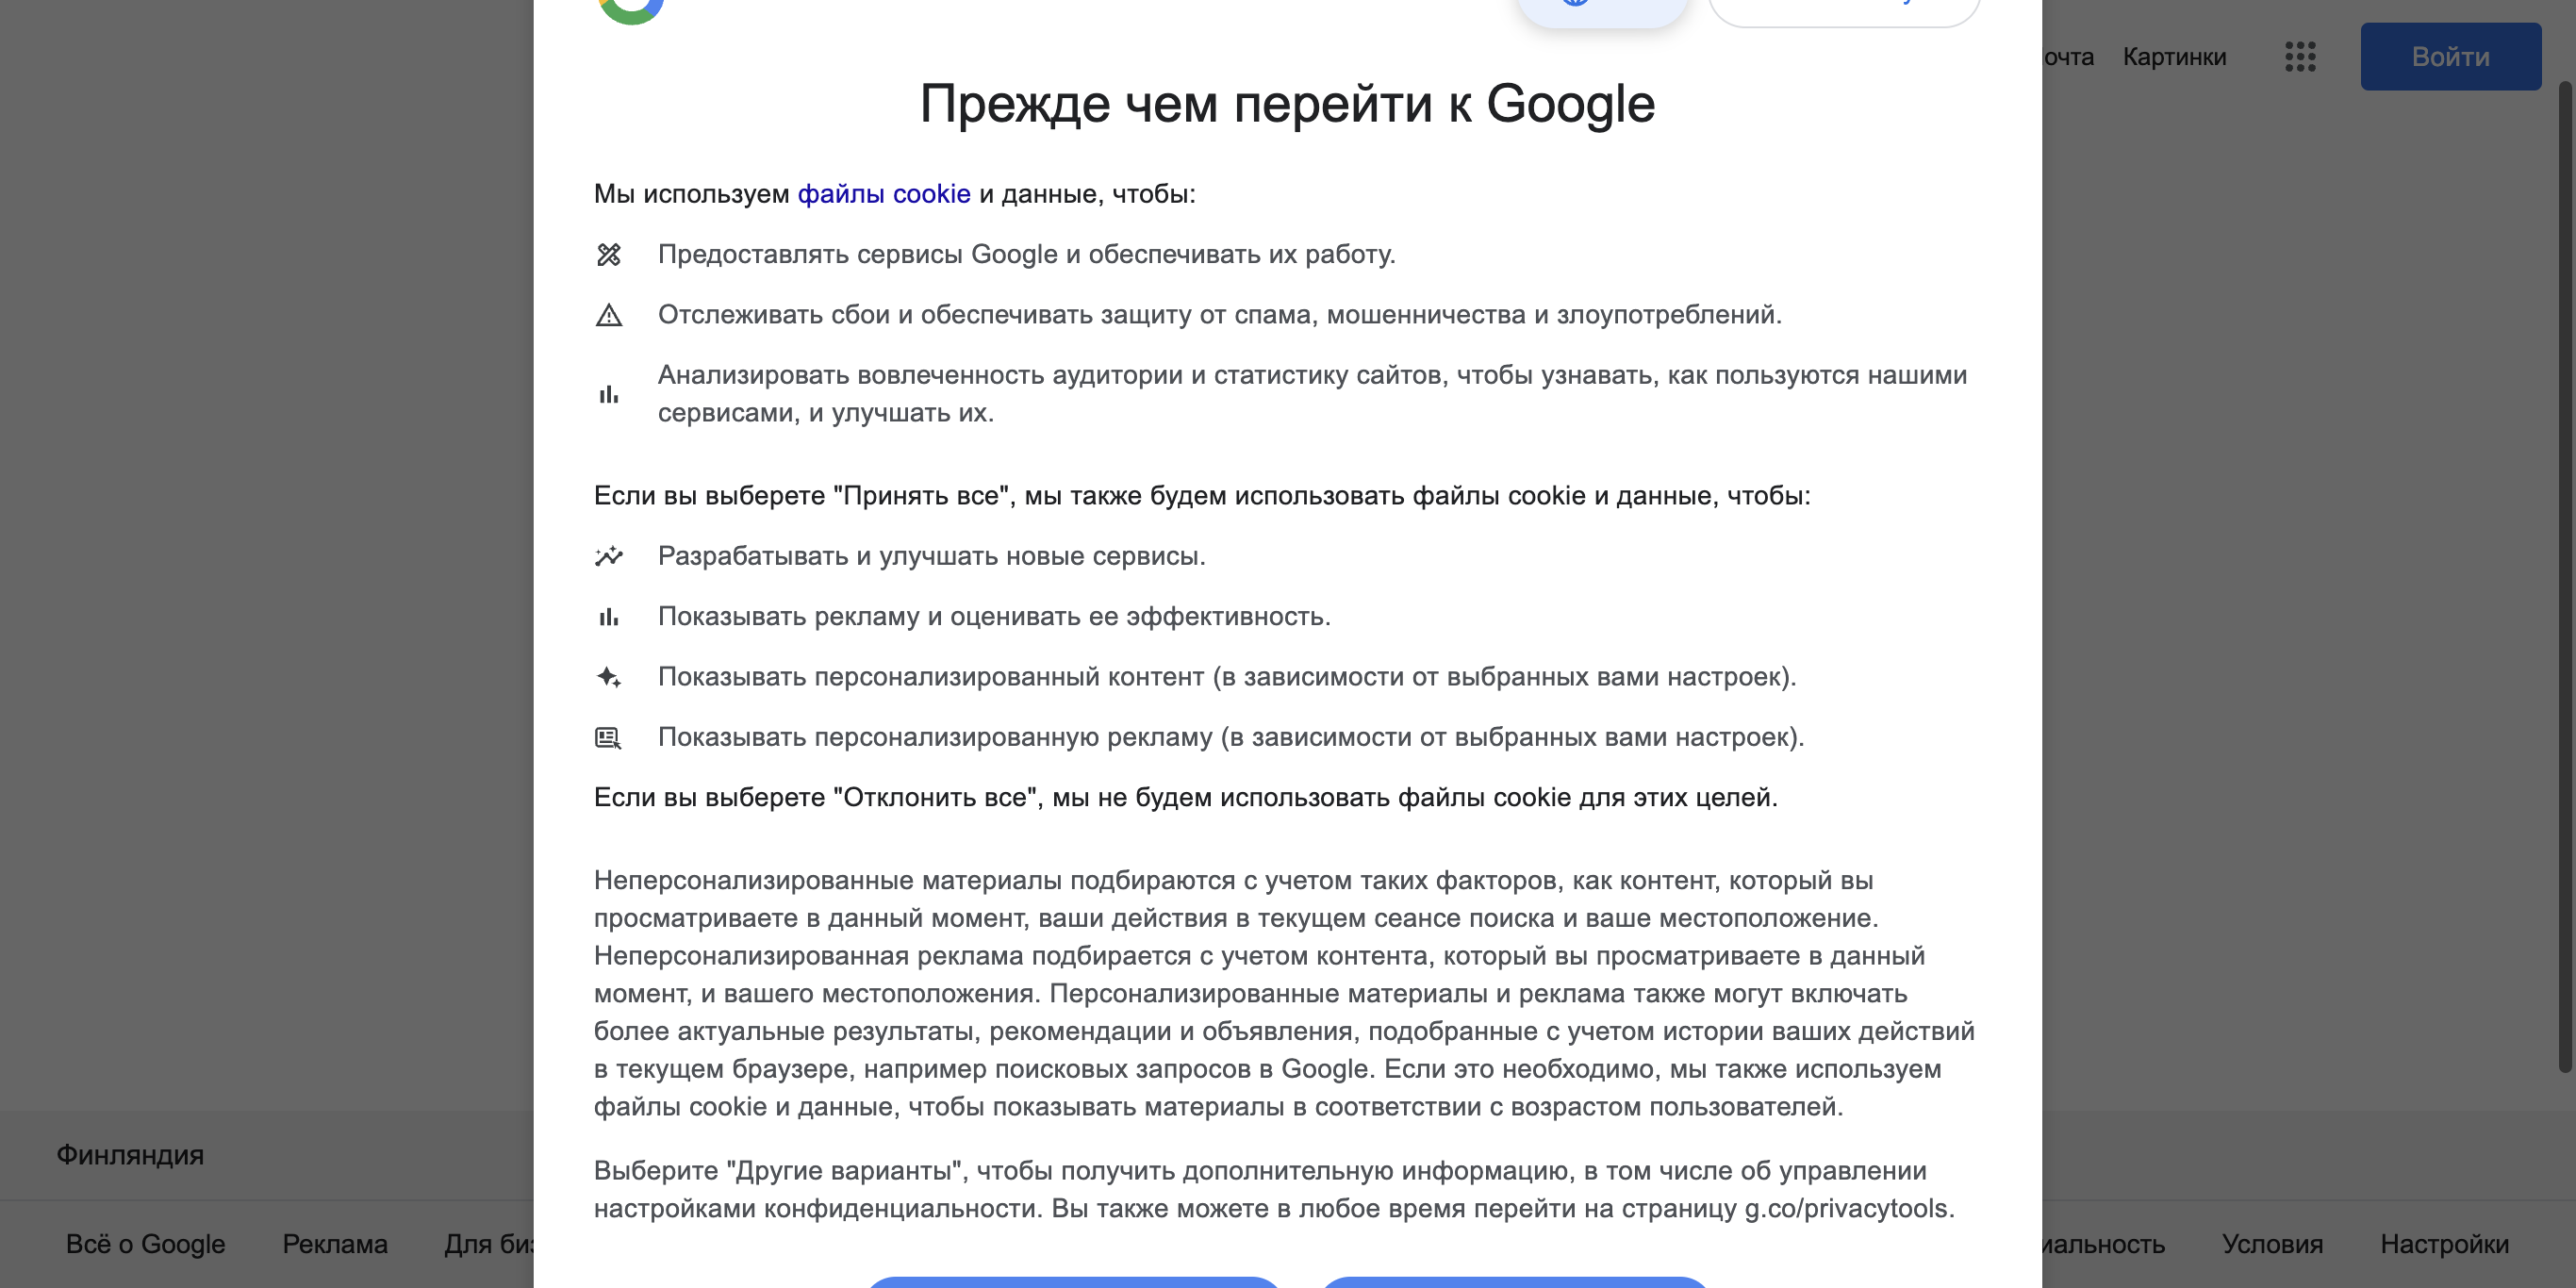 Картинки
Войти
Прежде чем перейти к Google
Мы используем файлы cookie и данные, чтобы:
Предоставлять сервисы Google и обеспечивать их работу.
Отслеживать сбои и обеспечивать защиту от спама, мошенничества и злоупотреблений.
Анализировать вовлеченность аудитории и статистику сайтов, чтобы узнавать, как пользуются нашими
сервисами, и улучшать их.
Если вы выберете "Принять все", мы также будем использовать файлы cookie и данные, чтобы:
Разрабатывать и улучшать новые сервисы.
Показывать рекламу и оценивать ее эффективность.
Показывать персонализированный контент (в зависимости от выбранных вами настроек).
Показывать персонализированную рекламу (в зависимости от выбранных вами настроек).
Если вы выберете "Отклонить все", мы не будем использовать файлы cookie для этих целей.
Неперсонализированные материалы подбираются с учетом таких факторов, как контент, который вы
просматриваете в данный момент, ваши действия в текущем сеансе поиска и ваше местоположение.
Неперсонализированная реклама подбирается с учетом контента, который вы просматриваете в данный
момент, и вашего местоположения. Персонализированные материалы и реклама также могут включать
более актуальные результаты, рекомендации и объявления, подобранные с учетом истории ваших действий
в текущем браузере, например поисковых запросов в Google. Если это необходимо, мы также используем
файлы cookie и данные, чтобы показывать материалы в соответствии с возрастом пользователей.
Выберите "Другие варианты", чтобы получить дополнительную информацию, в том числе об управлении
настройками конфиденциальности. Вы также можете в любое время перейти на страницу g.co/privacytools.
Финляндия
Всё о Google Реклама Для Условия Настройки